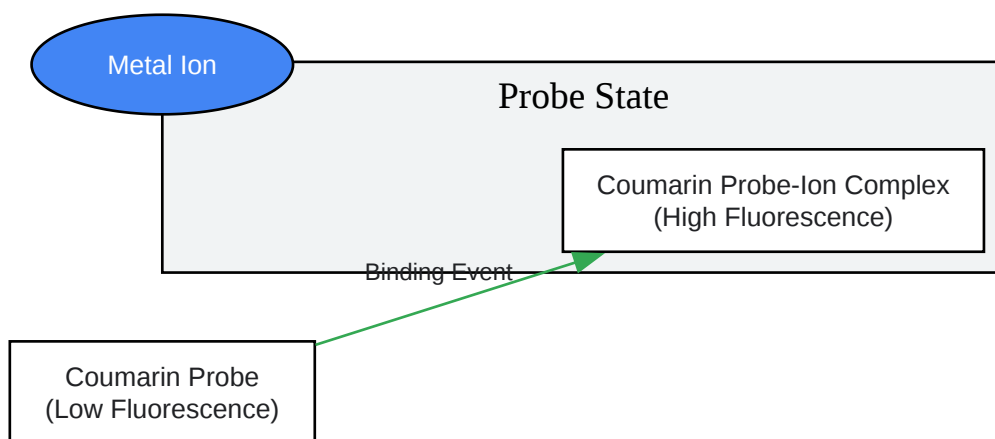 Metal Ion
Probe State
Coumarin Probe-Ion Complex
(High Fluorescence)
Binding Event
Coumarin Probe
(Low Fluorescence)